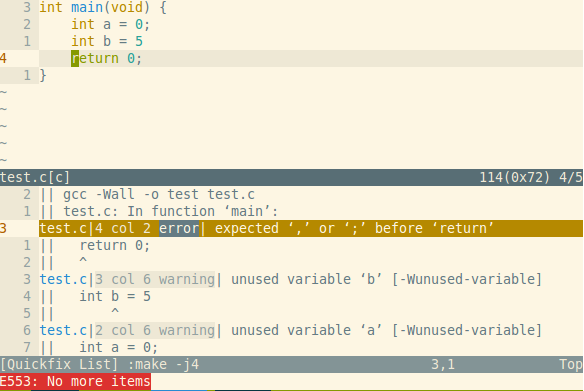 3 int main(void) {
2     int a = 0;
1     int b = 5
4     return 0;
1 }
~
~
~
~
~
test.c[c] 114(0x72) 4/5
2 || gcc -Wall -o test test.c
1 || test.c: In function ‘main’:
3 test.c|4 col 2 error| expected ‘,’ or ‘;’ before ‘return’
1 ||   return 0;
2 ||   ^
3 test.c|3 col 6 warning| unused variable ‘b’ [-Wunused-variable]
4 ||   int b = 5
5 ||       ^
6 test.c|2 col 6 warning| unused variable ‘a’ [-Wunused-variable]
7 ||   int a = 0;
[Quickfix List] :make -j4 3,1 Top
E553: No more items